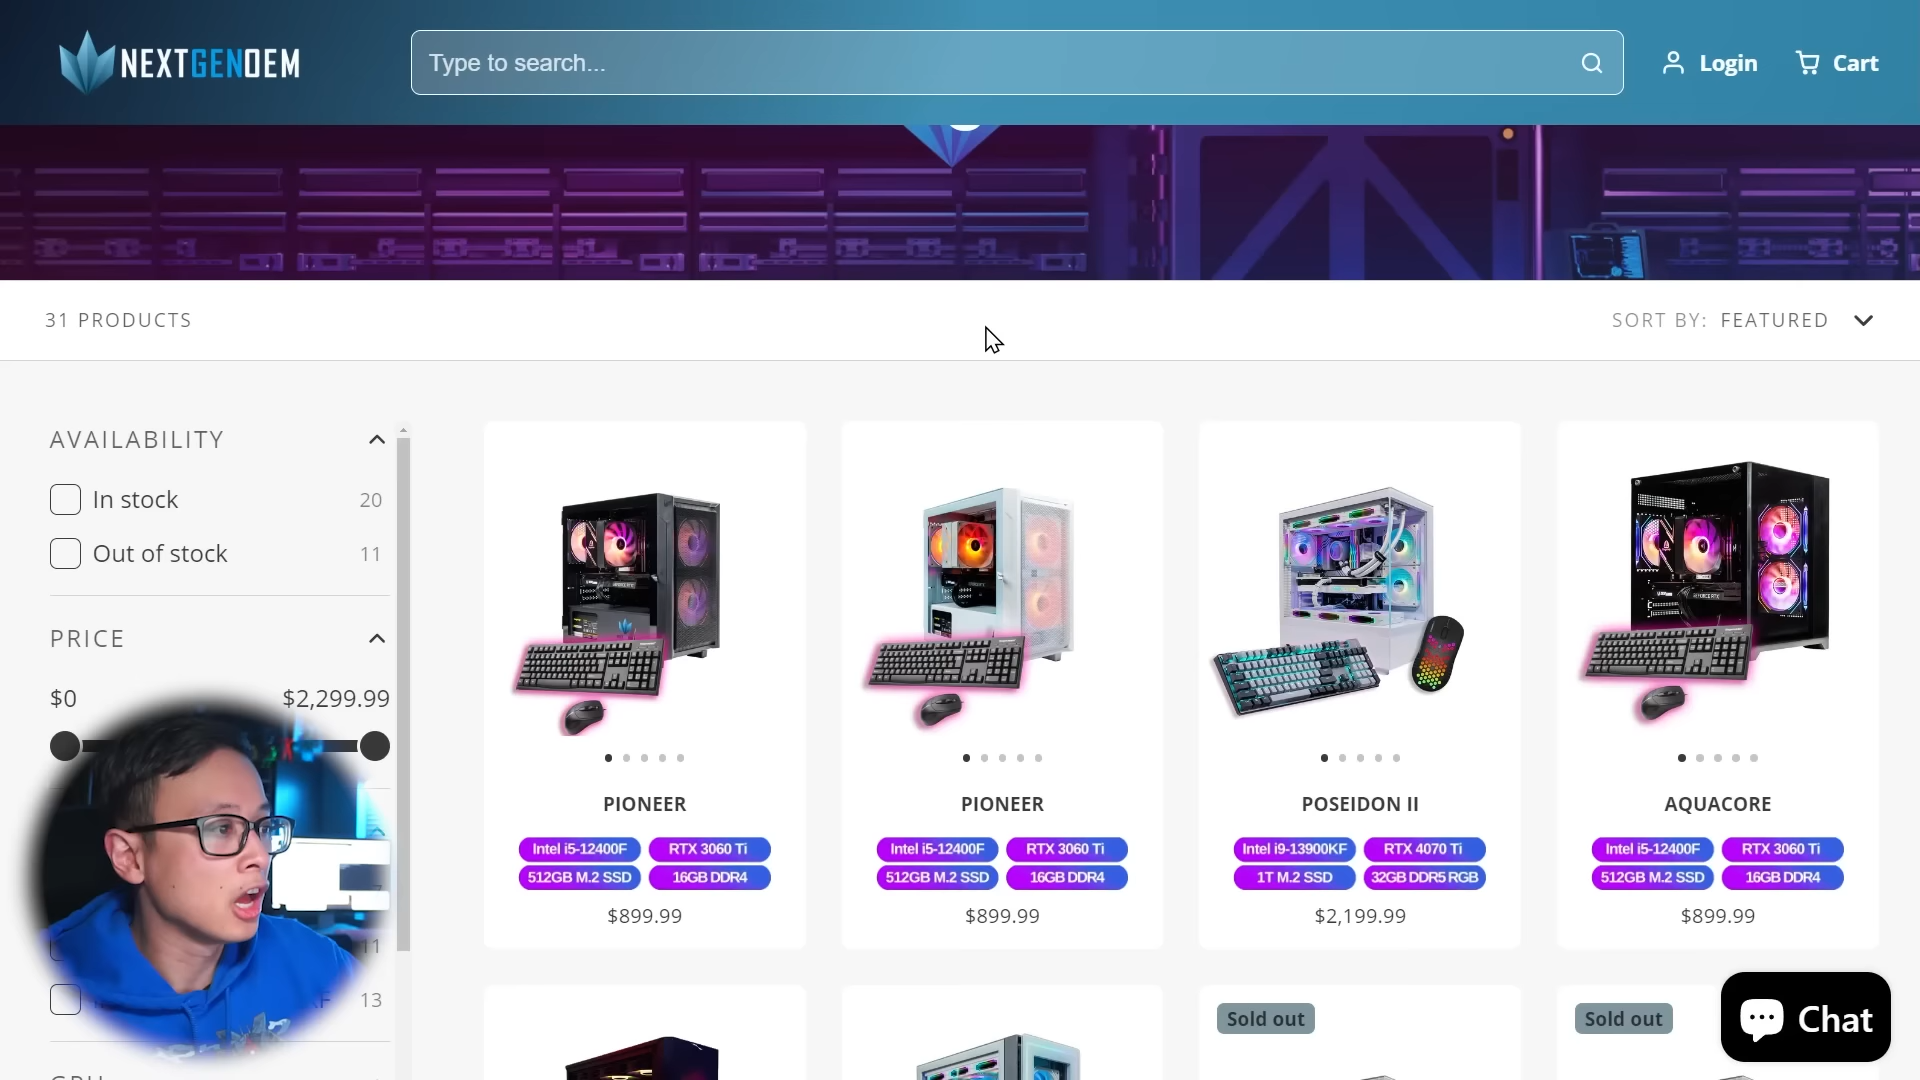 NEXTGENOEM
Type to search...
Login
Cart
31 PRODUCTS
SORT BY: FEATURED
AVAILABILITY
In stock 20
Out of stock 11
PRICE
$0 $2,299.99
11
13
PIONEER
Intel i5-12400F RTX 3060 Ti
512GB M.2 SSD 16GB DDR4
$899.99
PIONEER
Intel i5-12400F RTX 3060 Ti
512GB M.2 SSD 16GB DDR4
$899.99
POSEIDON II
Intel i9-13900KF RTX 4070 Ti
1T M.2 SSD 32GB DDR5 RGB
$2,199.99
AQUACORE
Intel i5-12400F RTX 3060 Ti
512GB M.2 SSD 16GB DDR4
$899.99
Sold out
Sold out
Chat